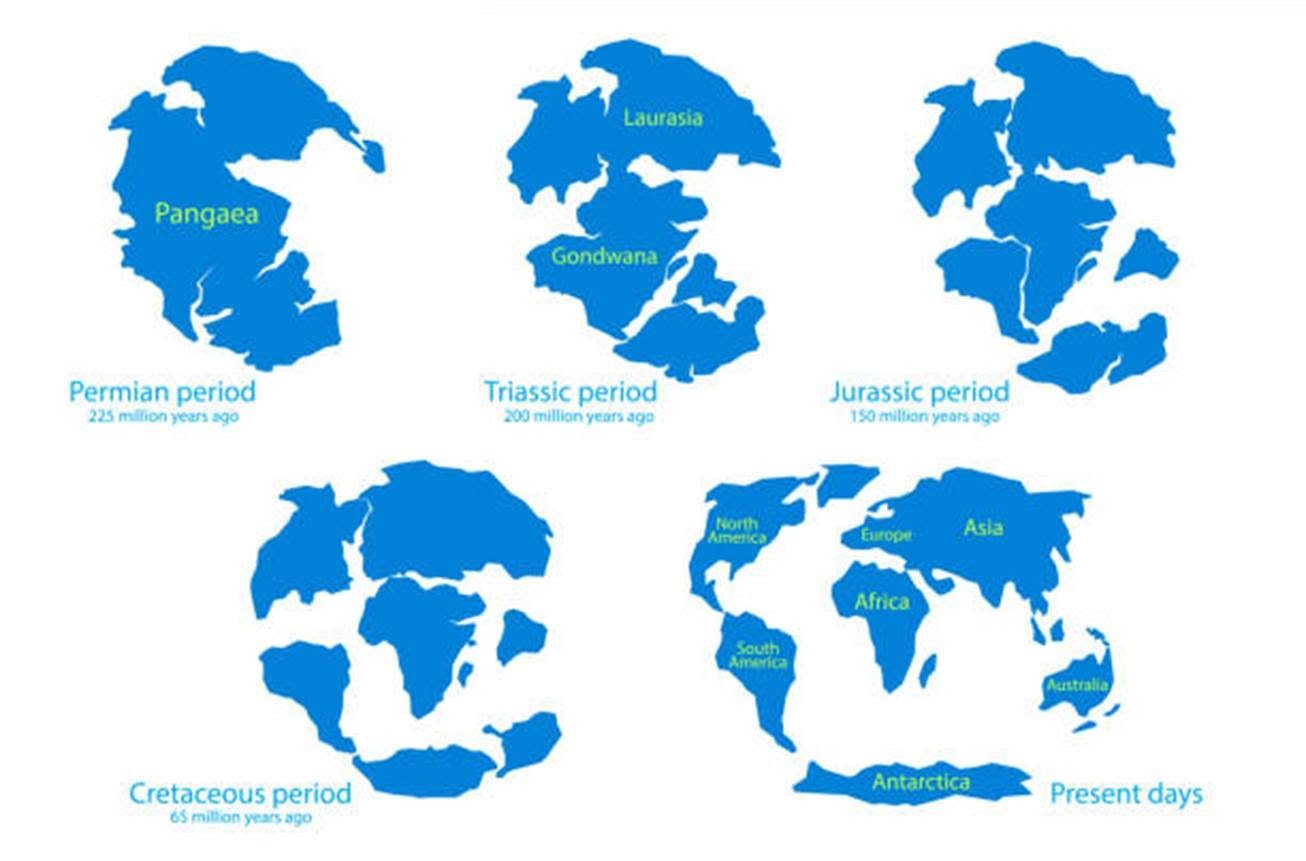 Pangaea
Permian period
225 million years ago
Laurasia
Gondwana
Triassic period
200 million years ago
Jurassic period
150 million years ago
Cretaceous period
65 million years ago
North
America
Europe
Asia
Africa
South
America
Australia
Antarctica
Present days